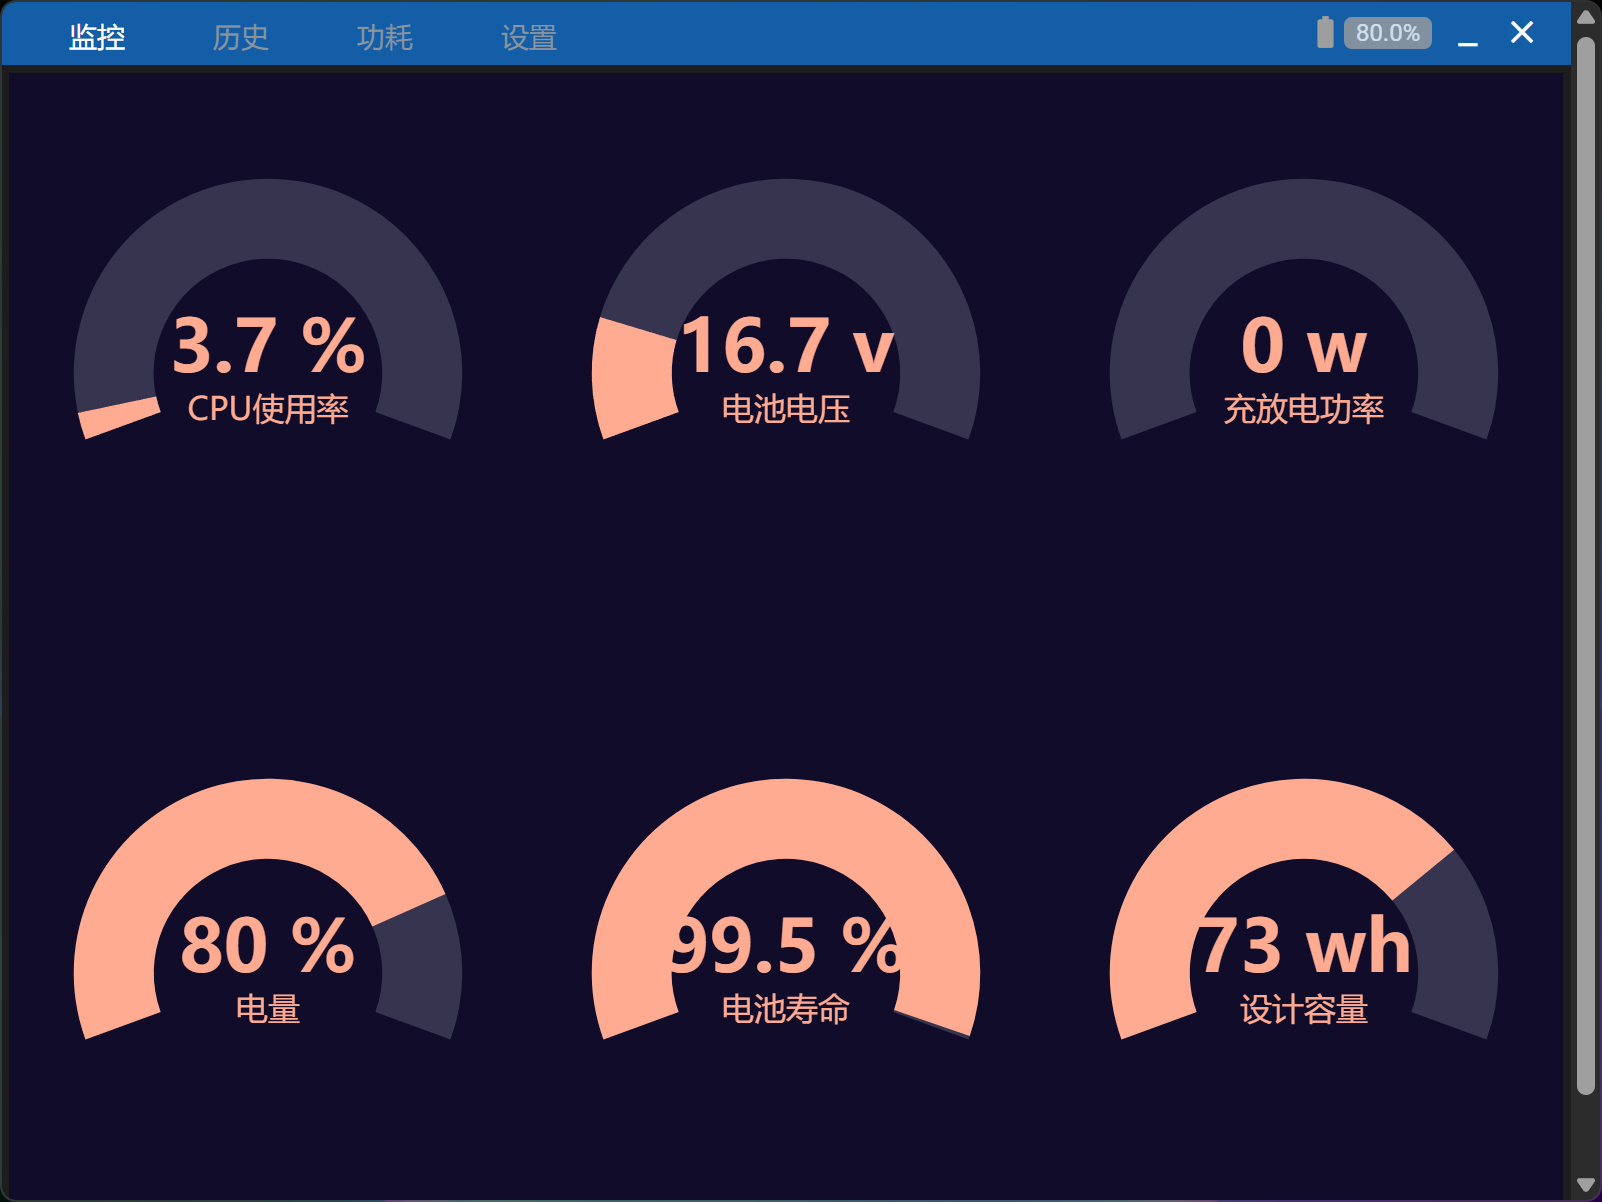 监控 历史 功耗 设置 80.0%
3.7 % 16.7 v 0 w
CPU使用率 电池电压 充放电功率
80 % 99.5 % 73 wh
电量 电池寿命 设计容量